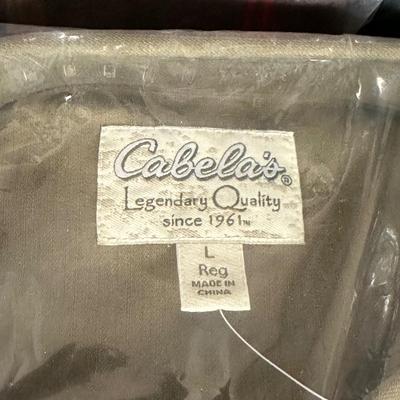 Cabela's®
Legendary Quality
since 1961™
L
Reg
MADE IN
CHINA